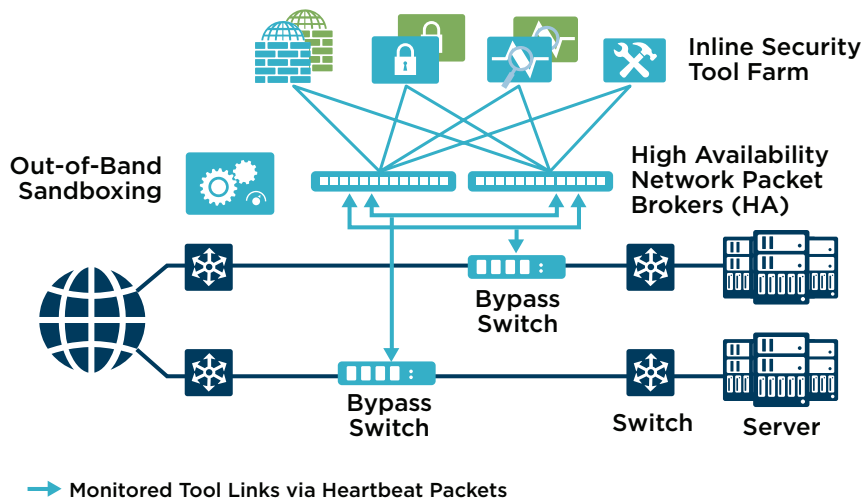 Inline Security
Tool Farm
Out-of-Band
Sandboxing
High Availability
Network Packet
Brokers (HA)
Bypass
Switch
Bypass
Switch
Switch
Server
Monitored Tool Links via Heartbeat Packets